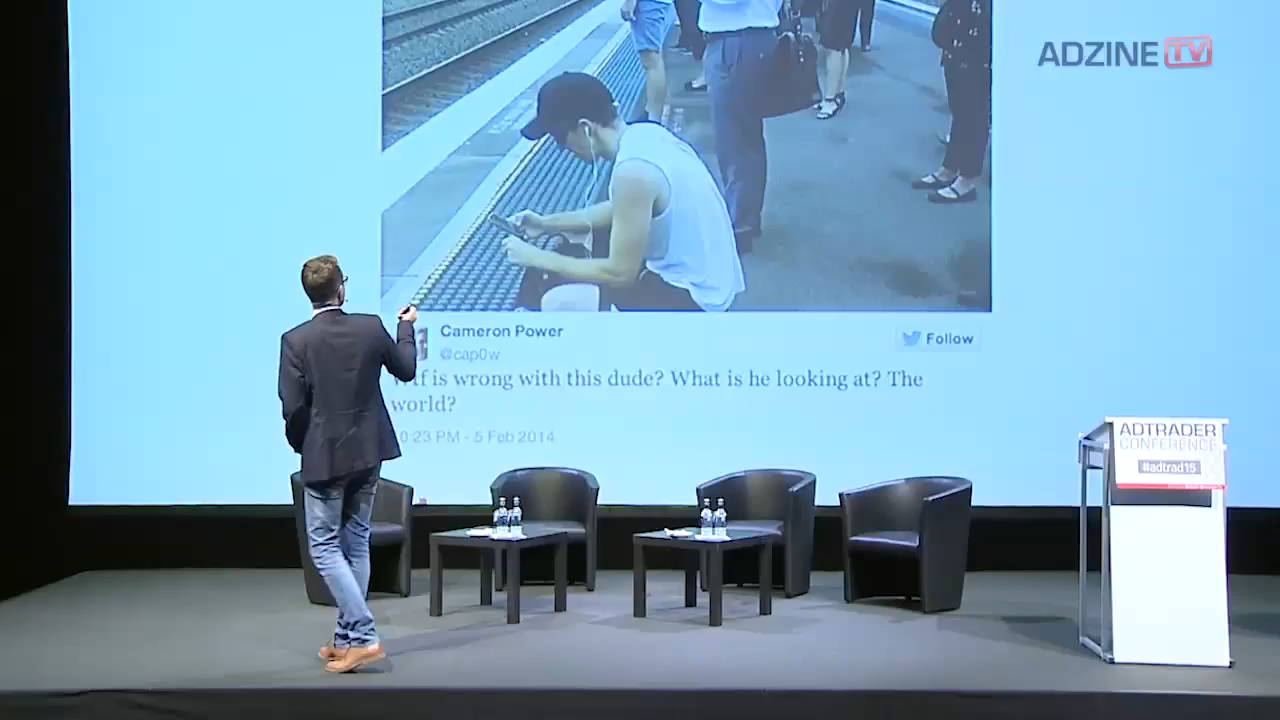 ADZINE TV
Cameron Power
@cap0w
Follow
is wrong with this dude? What is he looking at? The
world?
0:23 PM - 5 Feb 2014
ADTRADER
CONFERENCE
#adtrad15